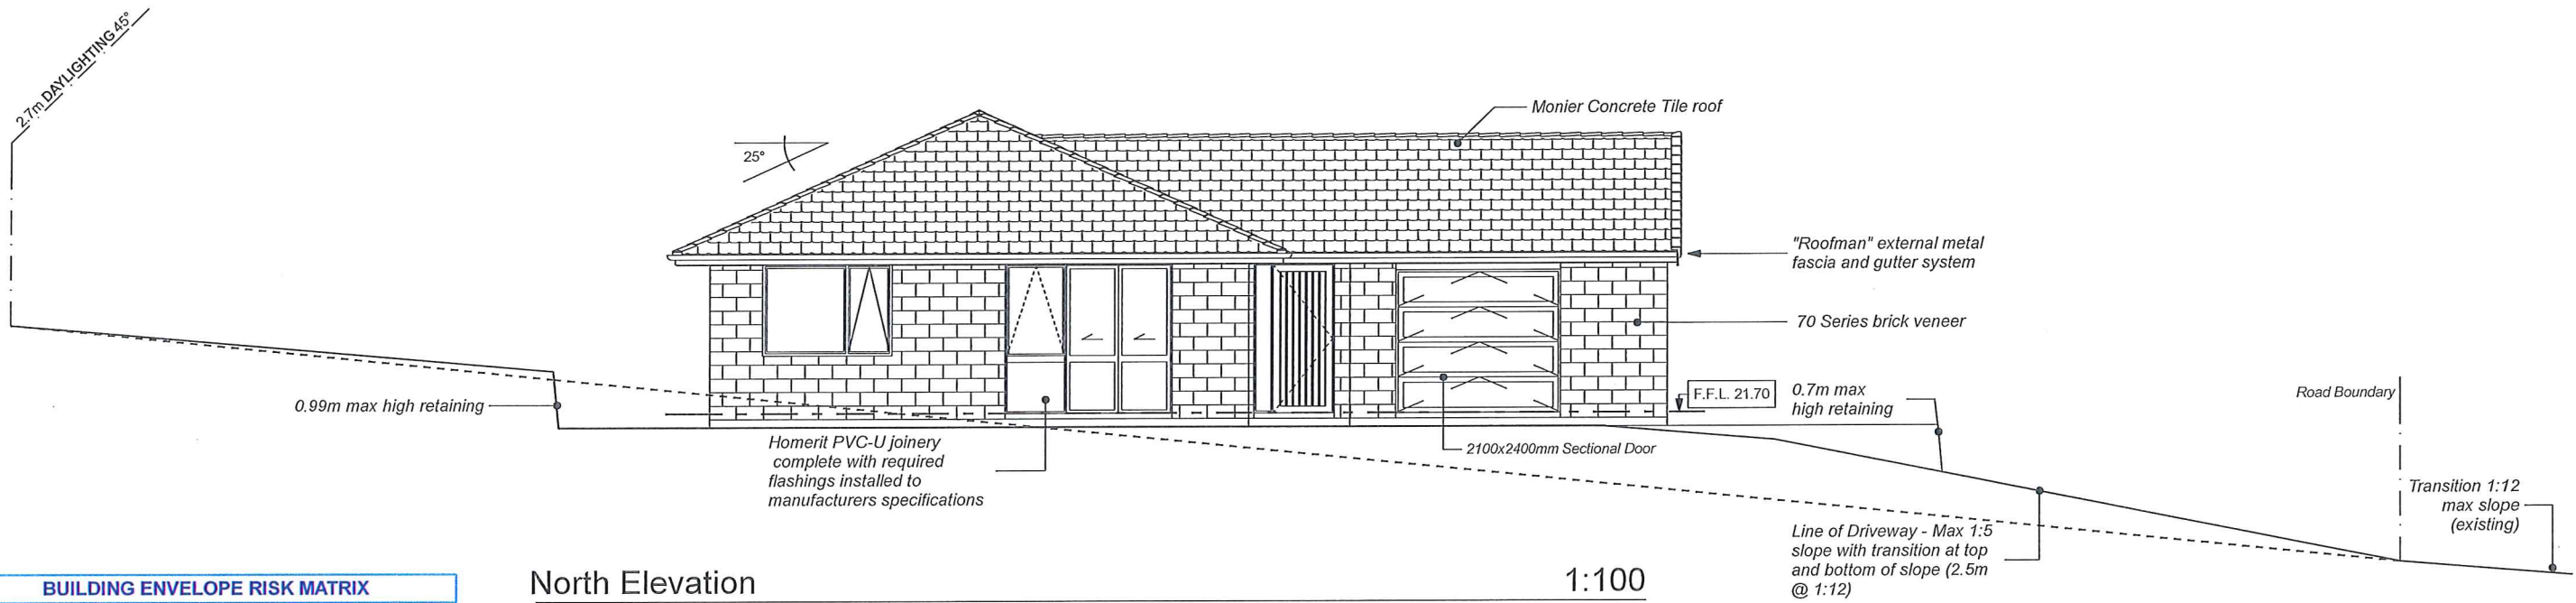 2.7m DAYLIGHTING 45°
25°
Monier Concrete Tile roof
"Roofman" external metal
fascia and gutter system
70 Series brick veneer
0.99m max high retaining
F.F.L. 21.70
0.7m max
high retaining
Road Boundary
Homerit PVC-U joinery
complete with required
flashings installed to
manufacturers specifications
2100x2400mm Sectional Door
Transition 1:12
max slope
(existing)
Line of Driveway - Max 1:5
slope with transition at top
and bottom of slope (2.5m
@ 1:12)
BUILDING ENVELOPE RISK MATRIX
North Elevation
1:100